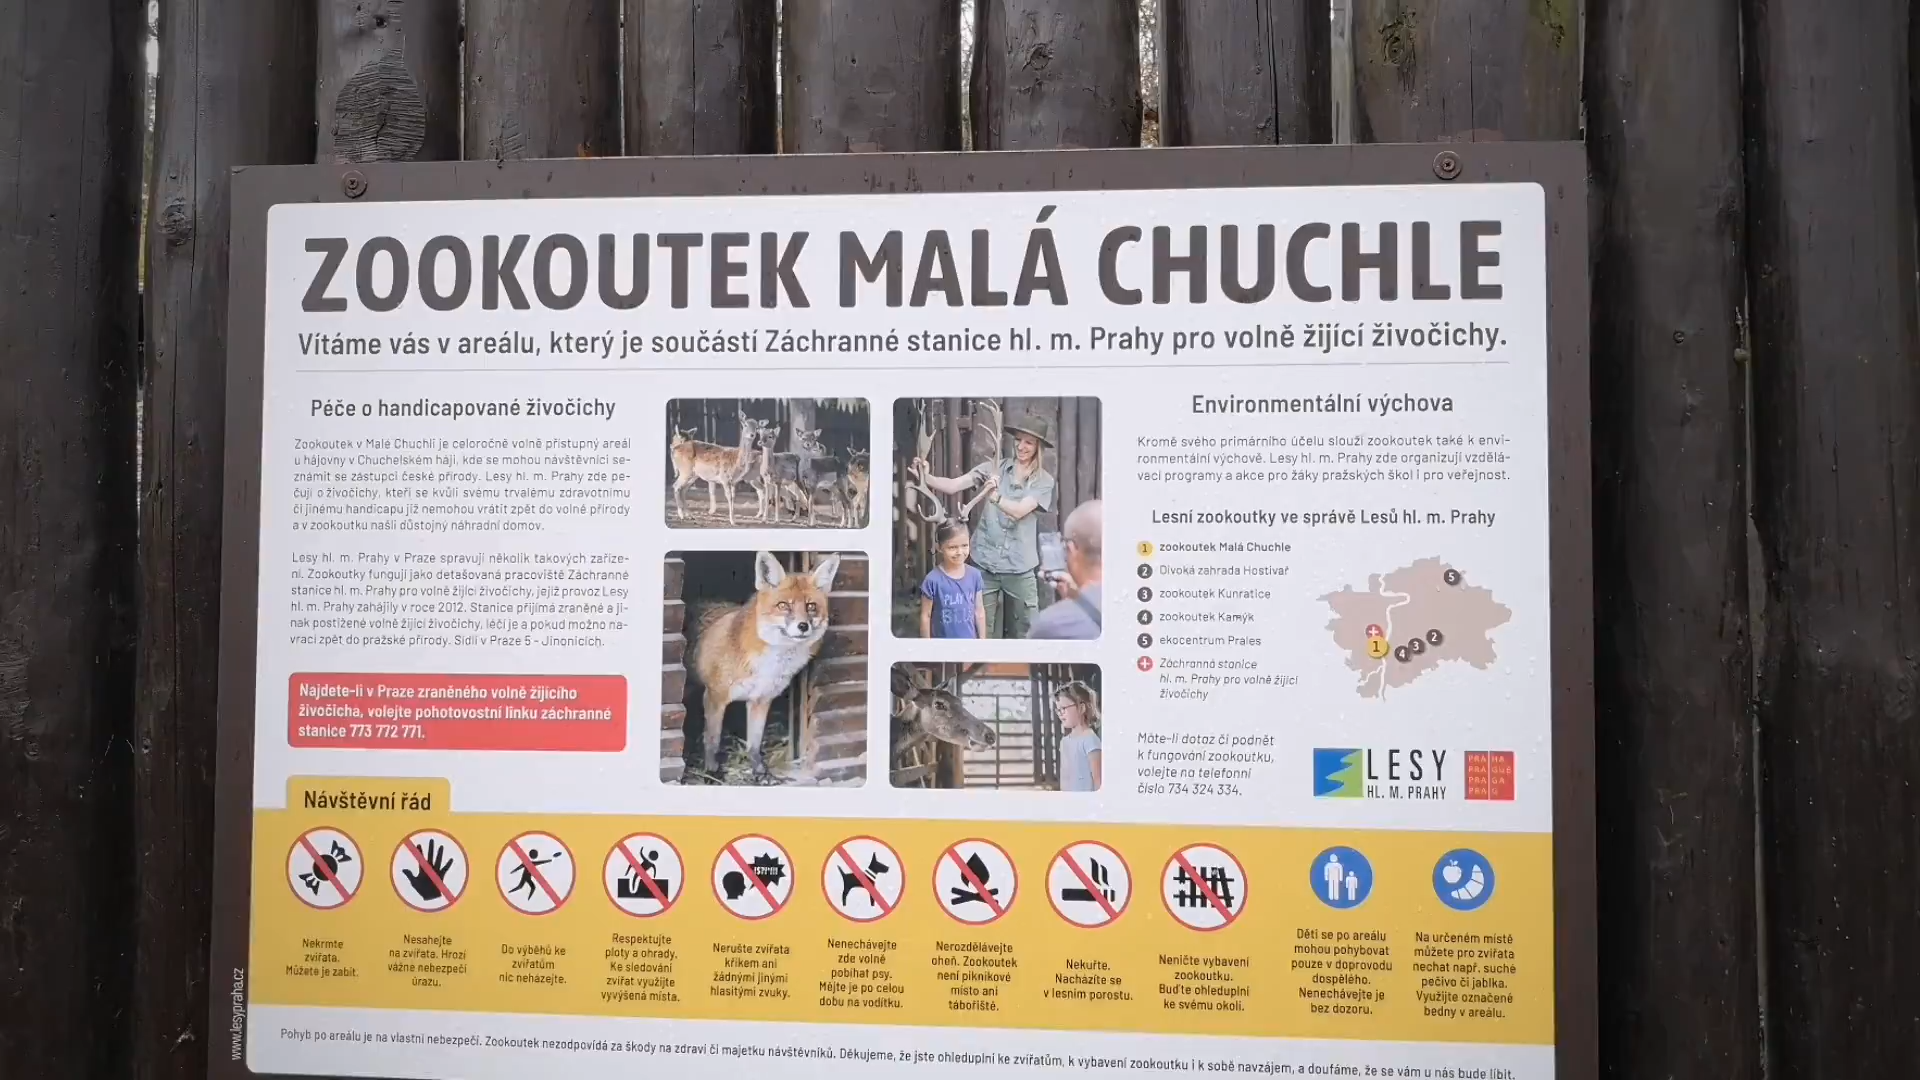 ZOOKOUTEK MALÁ CHUCHLE
Vítáme vás v areálu, který je součástí Záchranné stanice hl. m. Prahy pro volně žijící živočichy.
Péče o handicapované živočichy
Zookoutek v Malé Chuchli je celoročně volně přístupný areál
u hájovny v Chuchelském háji, kde se mohou návštěvníci se-
známit se zástupci české přírody. Lesy hl. m. Prahy zde pe-
čují o živočichy, kteří se kvůli svému trvalému zdravotnímu
či jinému handicapu již nemohou vrátit zpět do volné přírody
a v zookoutku našli důstojný náhradní domov.
Lesy hl. m. Prahy v Praze spravují několik takových zaříze-
ní. Zookoutky fungují jako detašovaná pracoviště Záchranné
stanice hl. m. Prahy pro volně žijící živočichy, jejíž provoz Lesy
hl. m. Prahy zahájily v roce 2012. Stanice přijímá zraněné a ji-
nak postižené volně žijící živočichy, léčí je a pokud možno na-
vrací zpět do pražské přírody. Sídlí v Praze 5 - Jinonicích.
Najdete-li v Praze zraněného volně žijícího
živočicha, volejte pohotovostní linku záchranné
stanice 773 772 771.
Environmentální výchova
Kromě svého primárního účelu slouží zookoutek také k envi-
ronmentální výchově. Lesy hl. m. Prahy zde organizují vzdělá-
vací programy a akce pro žáky pražských škol i pro veřejnost.
Lesní zookoutky ve správě Lesů hl. m. Prahy
1 zookoutek Malá Chuchle
2 Divoká zahrada Hostivař
3 zookoutek Kunratice
4 zookoutek Kamýk
5 ekocentrum Prales
Záchranná stanice
hl. m. Prahy pro volně žijící
živočichy
5
1
4
3
2
Máte-li dotaz či podnět
k fungování zookoutku,
volejte na telefonní
číslo 734 324 334.
LESY
HL. M. PRAHY
PRA HA
PRA GUE
PRA GA
PRA G
Návštěvní řád
!?!'!!!
Nekrmte
zvířata.
Můžete je zabít.
Nesahejte
na zvířata. Hrozí
vážné nebezpečí
úrazu.
Do výběhů ke
zvířatům
nic neházejte.
Respektujte
ploty a ohrady.
Ke sledování
zvířat využijte
vyvýšená místa.
Nerušte zvířata
křikem ani
žádnými jinými
hlasitými zvuky.
Nenechávejte
zde volně
pobíhat psy.
Mějte je po celou
dobu na vodítku.
Nerozdělávejte
oheň. Zookoutek
není piknikové
místo ani
tábořiště.
Nekuřte.
Nacházíte se
v lesním porostu.
Neničte vybavení
zookoutku.
Buďte ohleduplní
ke svému okolí.
Děti se po areálu
mohou pohybovat
pouze v doprovodu
dospělého.
Nenechávejte je
bez dozoru.
Na určeném místě
můžete pro zvířata
nechat např. suché
pečivo či jablka.
Využijte označené
bedny v areálu.
www.lesypraha.cz
Pohyb po areálu je na vlastní nebezpečí. Zookoutek nezodpovídá za škody na zdraví či majetku návštěvníků. Děkujeme, že jste ohleduplní ke zvířatům, k vybavení zookoutku i k sobě navzájem, a doufáme, že se vám u nás bude líbit.